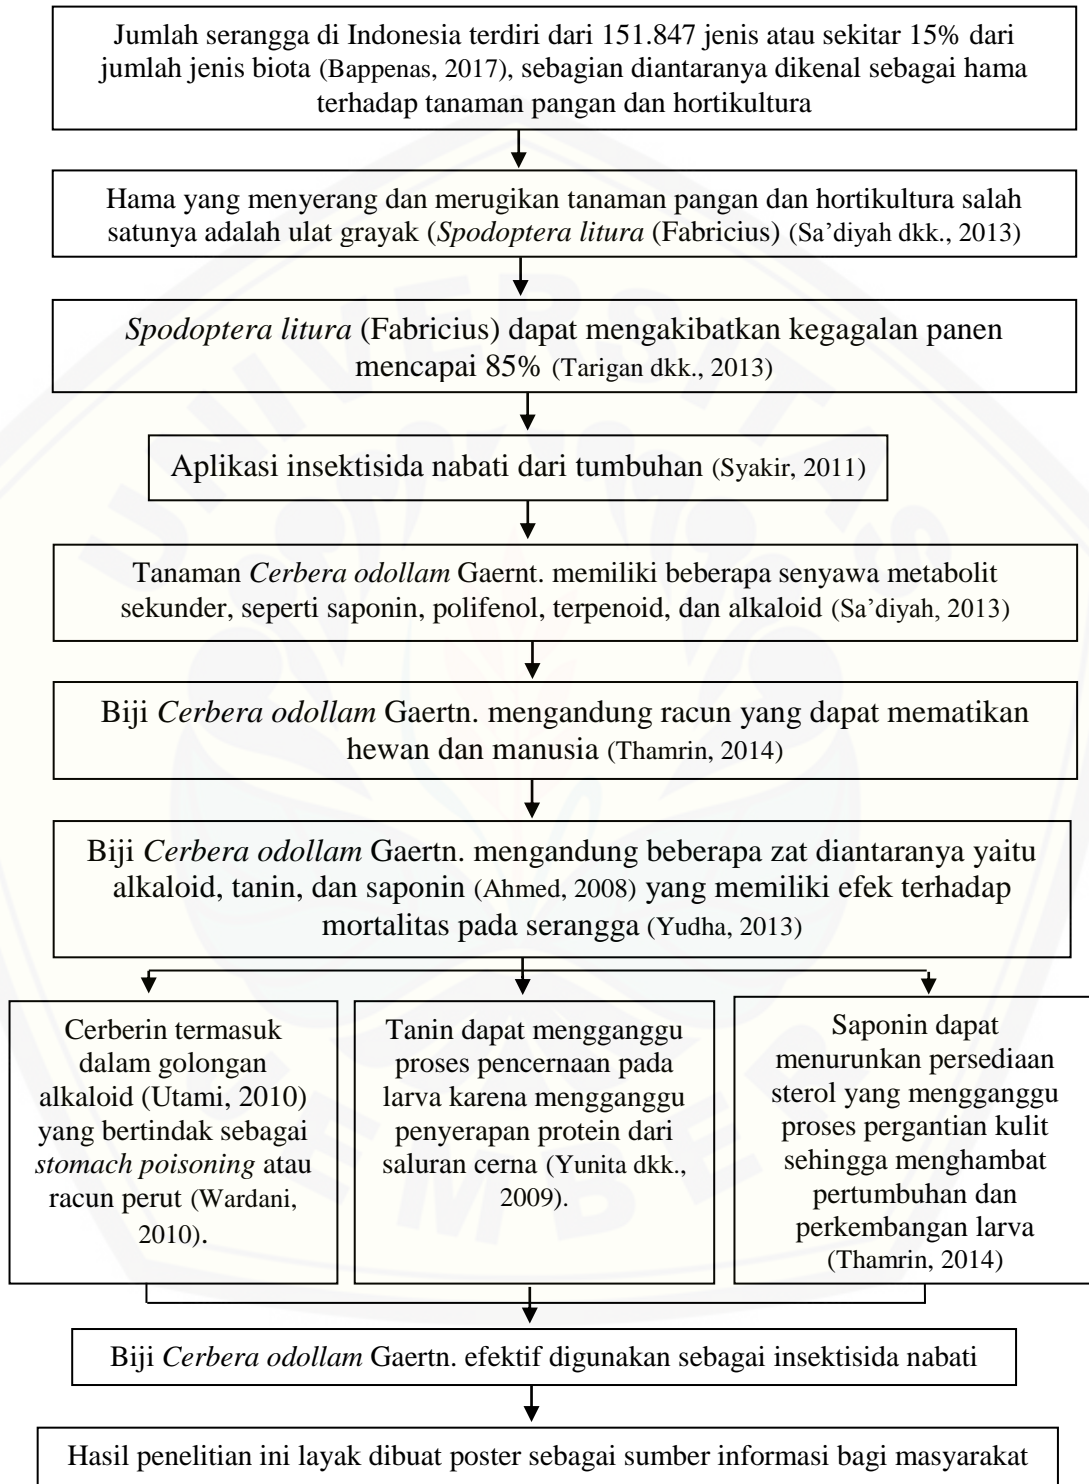 Jumlah serangga di Indonesia terdiri dari 151.847 jenis atau sekitar 15% dari
jumlah jenis biota (Bappenas, 2017), sebagian diantaranya dikenal sebagai hama
terhadap tanaman pangan dan hortikultura
Hama yang menyerang dan merugikan tanaman pangan dan hortikultura salah
satunya adalah ulat grayak (Spodoptera litura (Fabricius) (Sa’diyah dkk., 2013)
Spodoptera litura (Fabricius) dapat mengakibatkan kegagalan panen
mencapai 85% (Tarigan dkk., 2013)
Aplikasi insektisida nabati dari tumbuhan (Syakir, 2011)
Tanaman Cerbera odollam Gaernt. memiliki beberapa senyawa metabolit
sekunder, seperti saponin, polifenol, terpenoid, dan alkaloid (Sa’diyah, 2013)
Biji Cerbera odollam Gaertn. mengandung racun yang dapat mematikan
hewan dan manusia (Thamrin, 2014)
Biji Cerbera odollam Gaertn. mengandung beberapa zat diantaranya yaitu
alkaloid, tanin, dan saponin (Ahmed, 2008) yang memiliki efek terhadap
mortalitas pada serangga (Yudha, 2013)
Cerberin termasuk
dalam golongan
alkaloid (Utami, 2010)
yang bertindak sebagai
stomach poisoning atau
racun perut (Wardani,
2010).
Tanin dapat mengganggu
proses pencernaan pada
larva karena mengganggu
penyerapan protein dari
saluran cerna (Yunita dkk.,
2009).
Saponin dapat
menurunkan persediaan
sterol yang mengganggu
proses pergantian kulit
sehingga menghambat
pertumbuhan dan
perkembangan larva
(Thamrin, 2014)
Biji Cerbera odollam Gaertn. efektif digunakan sebagai insektisida nabati
Hasil penelitian ini layak dibuat poster sebagai sumber informasi bagi masyarakat
UNIVERSITAS
JEMBER